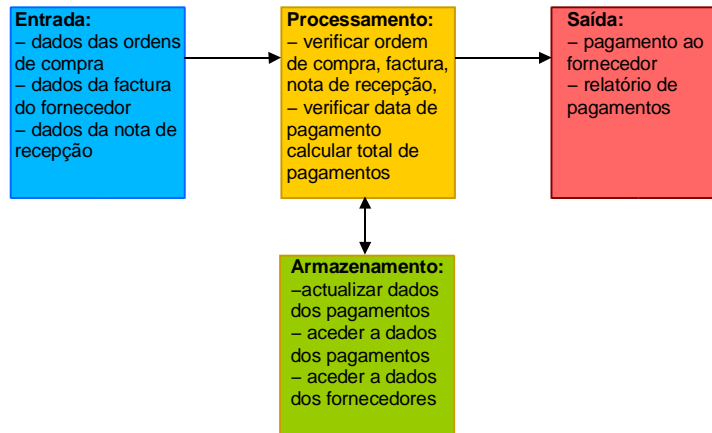 Entrada:
– dados das ordens
de compra
– dados da factura
do fornecedor
– dados da nota de
recepção
Processamento:
– verificar ordem
de compra, factura,
nota de recepção,
– verificar data de
pagamento
calcular total de
pagamentos
Saída:
– pagamento ao
fornecedor
– relatório de
pagamentos
Armazenamento:
–actualizar dados
dos pagamentos
– aceder a dados
dos pagamentos
– aceder a dados
dos fornecedores